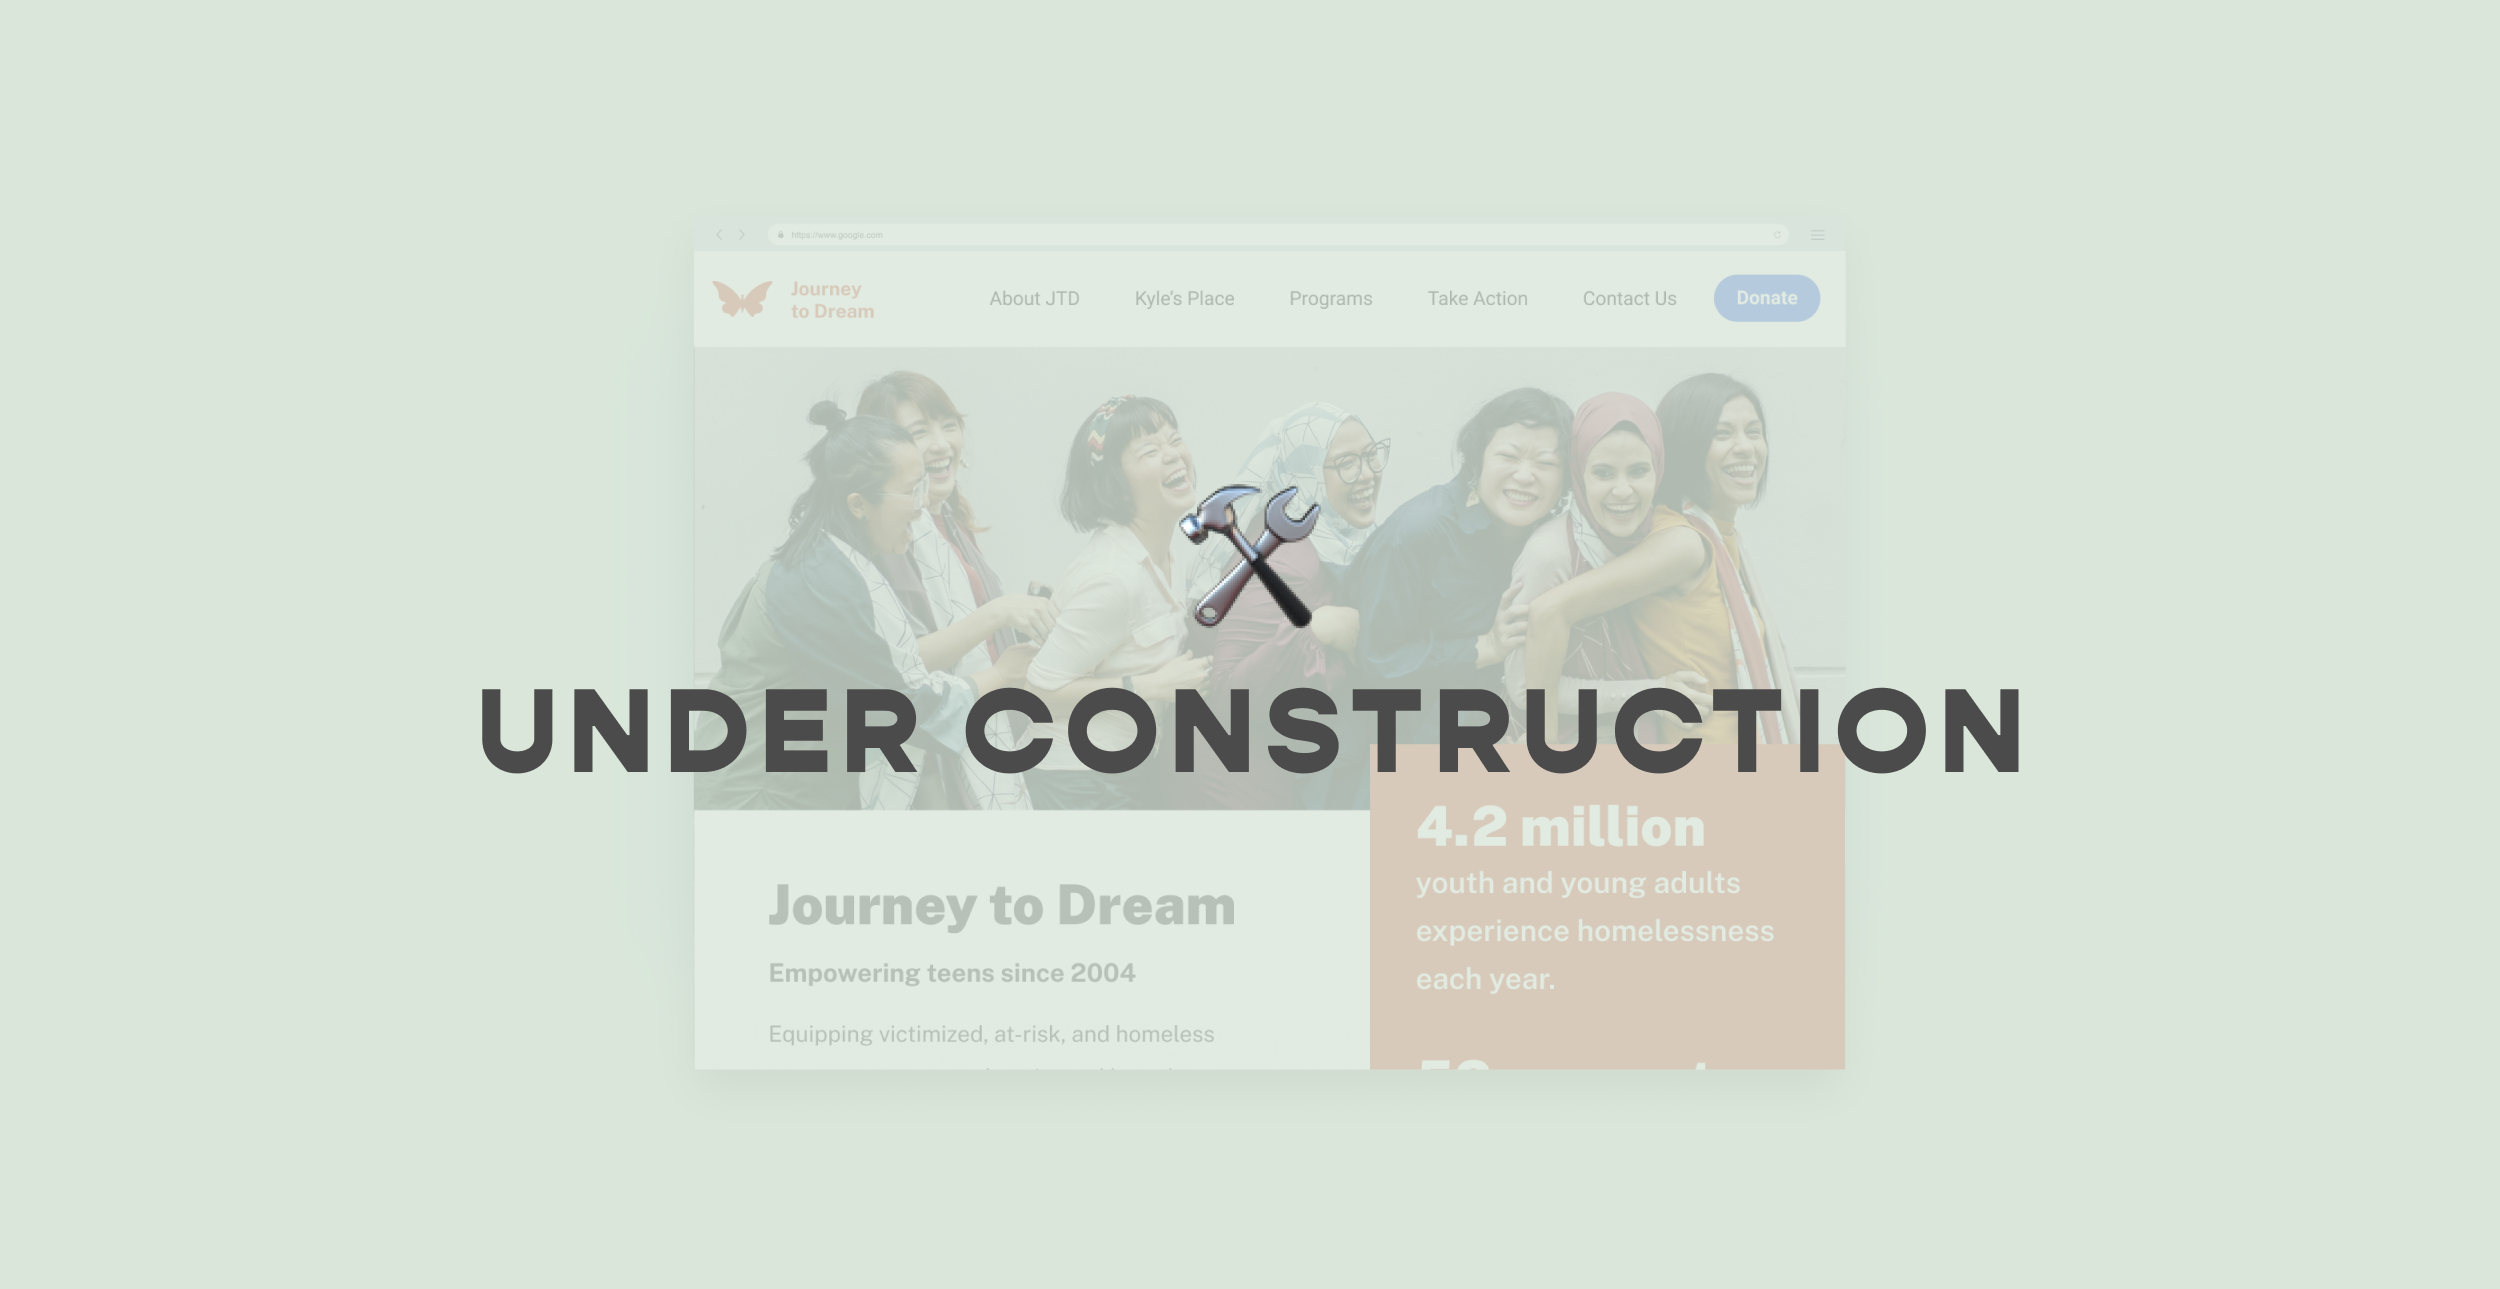 https://www.google.com
Journey
to Dream
About JTD Kyle's Place Programs Take Action Contact Us Donate
UNDER CONSTRUCTION
4.2 million
youth and young adults
experience homelessness
each year.
Journey to Dream
Empowering teens since 2004
Equipping victimized, at-risk, and homeless